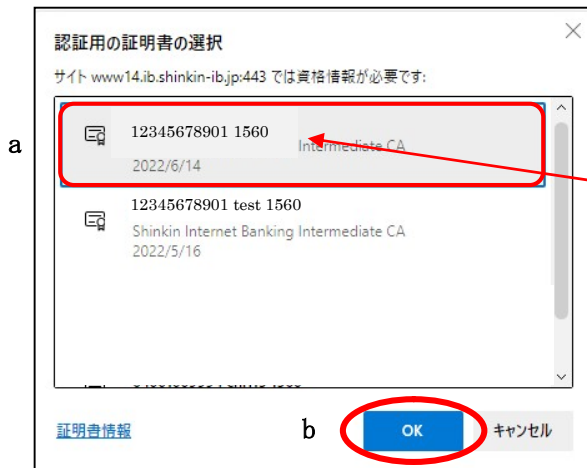 認証用の証明書の選択
サイト www14.ib.shinkin-ib.jp:443 では資格情報が必要です:
a
12345678901 1560
Intermediate CA
2022/6/14
12345678901 test 1560
Shinkin Internet Banking Intermediate CA
2022/5/16
証明書情報
b
OK
キャンセル